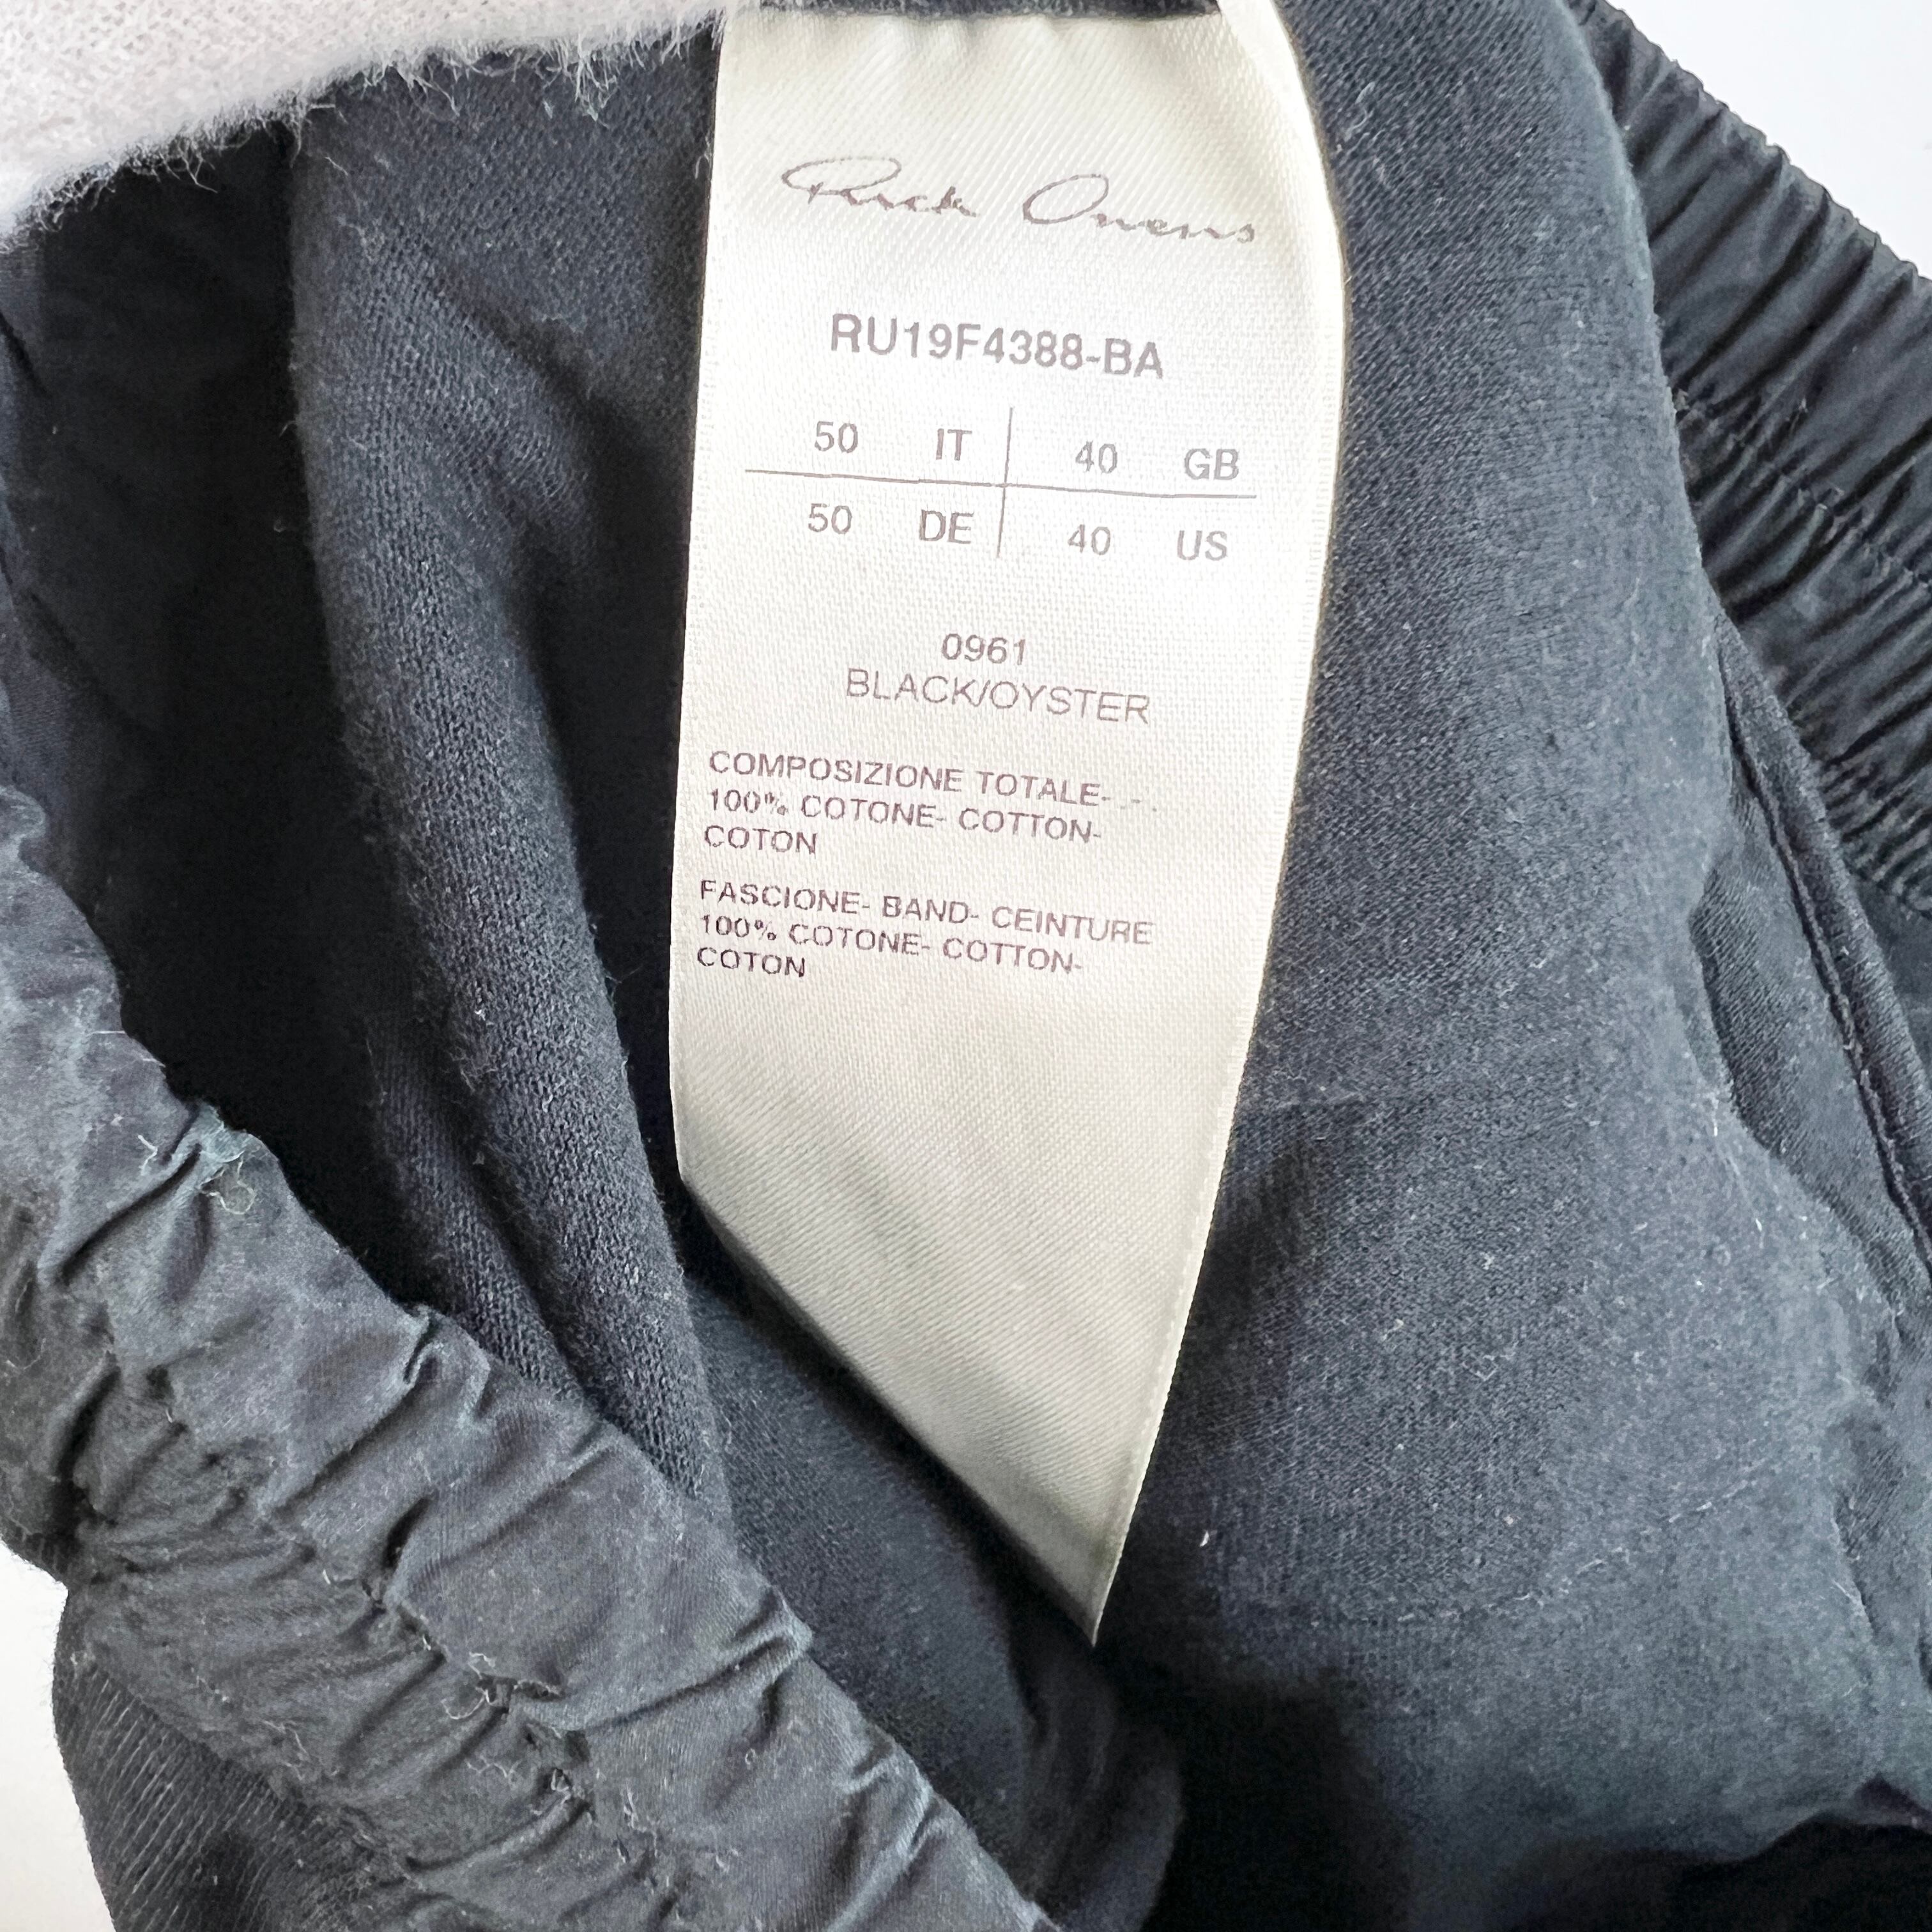 Rick Owens
RU19F4388-BA
50 IT 40 GB
50 DE 40 US
0961
BLACK/OYSTER
COMPOSIZIONE TOTALE- - .
100% COTONE- COTTON-
COTON
FASCIONE- BAND- CEINTURE
100% COTONE- COTTON-
COTON